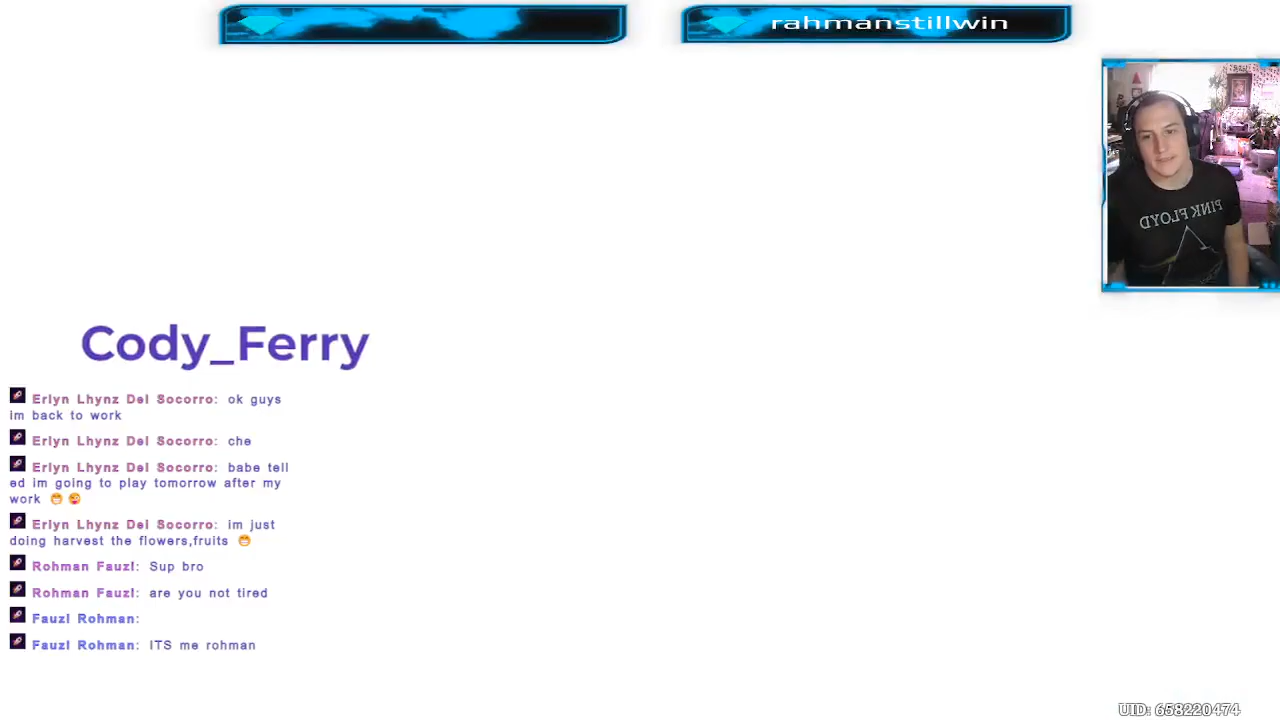 rahmanstillwin
PINK FLOYD
Cody_Ferry
Erlyn Lhynz Del Socorro: ok guys
im back to work
Erlyn Lhynz Del Socorro: che
Erlyn Lhynz Del Socorro: babe tell
ed im going to play tomorrow after my
work 😁 😜
Erlyn Lhynz Del Socorro: im just
doing harvest the flowers,fruits 😁
Rohman Fauzi: Sup bro
Rohman Fauzi: are you not tired
Fauzi Rohman:
Fauzi Rohman: ITS me rohman
UID: 658220474